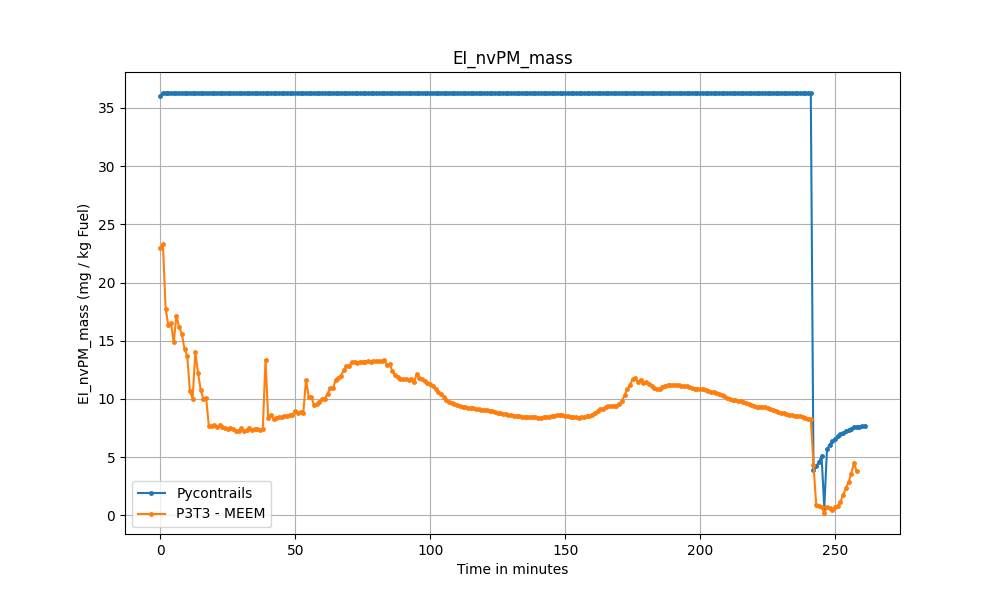 EI_nvPM_mass
EI_nvPM_mass (mg / kg Fuel)
35
30
25
20
15
10
5
0
Pycontrails
P3T3 - MEEM
0 50 100 150 200 250
Time in minutes